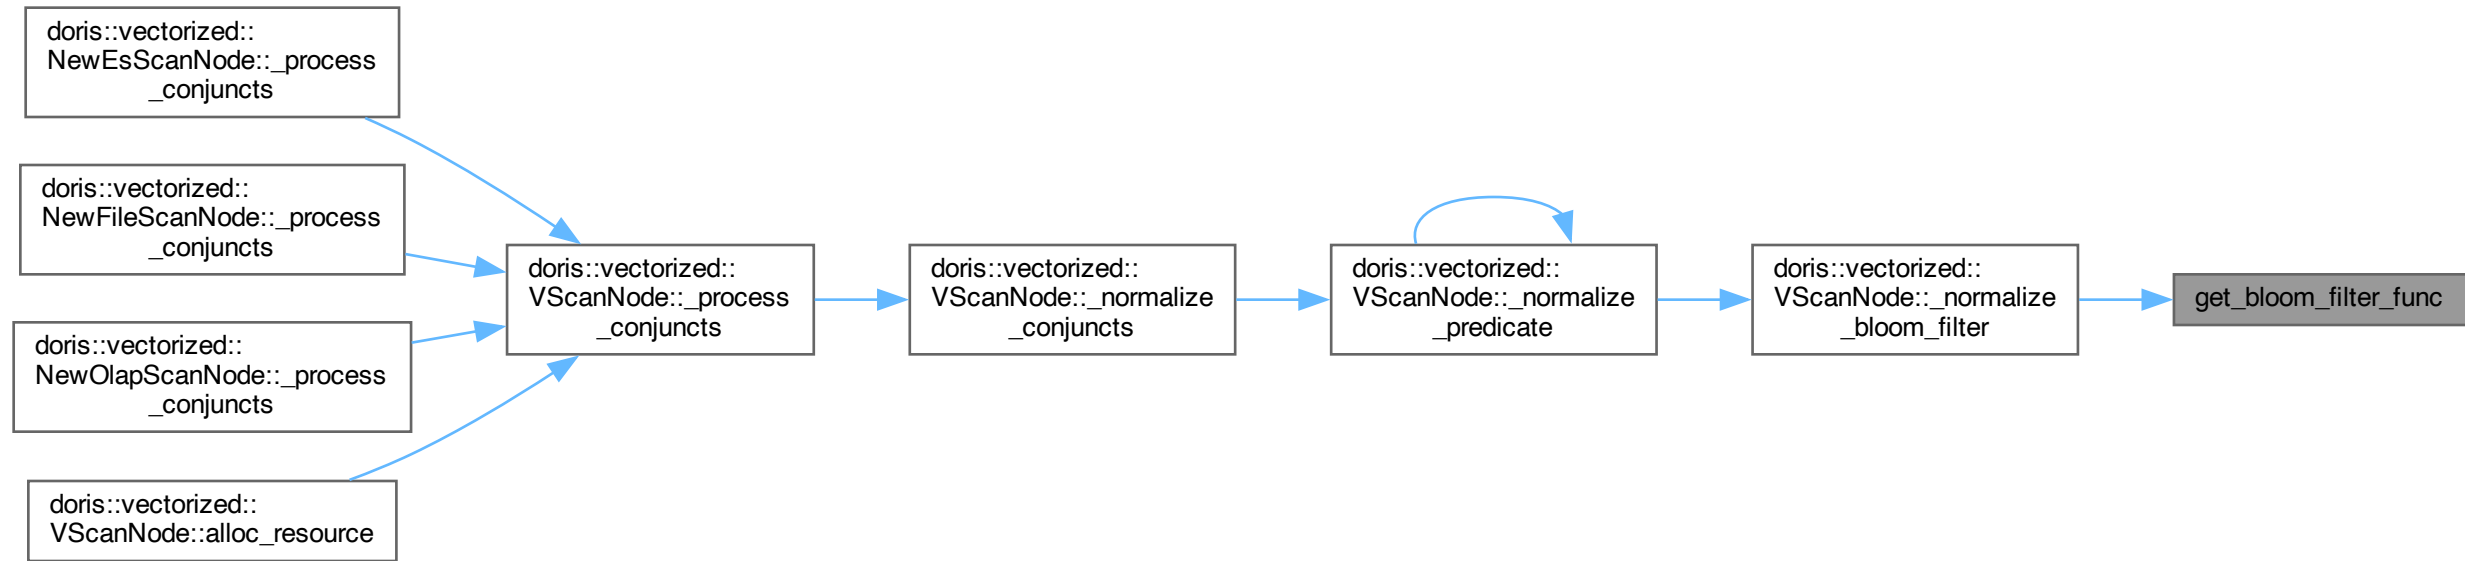 doris::vectorized::
NewEsScanNode::_process
_conjuncts
doris::vectorized::
NewFileScanNode::_process
_conjuncts
doris::vectorized::
NewOlapScanNode::_process
_conjuncts
doris::vectorized::
VScanNode::alloc_resource
doris::vectorized::
VScanNode::_process
_conjuncts
doris::vectorized::
VScanNode::_normalize
_conjuncts
doris::vectorized::
VScanNode::_normalize
_predicate
doris::vectorized::
VScanNode::_normalize
_bloom_filter
get_bloom_filter_func